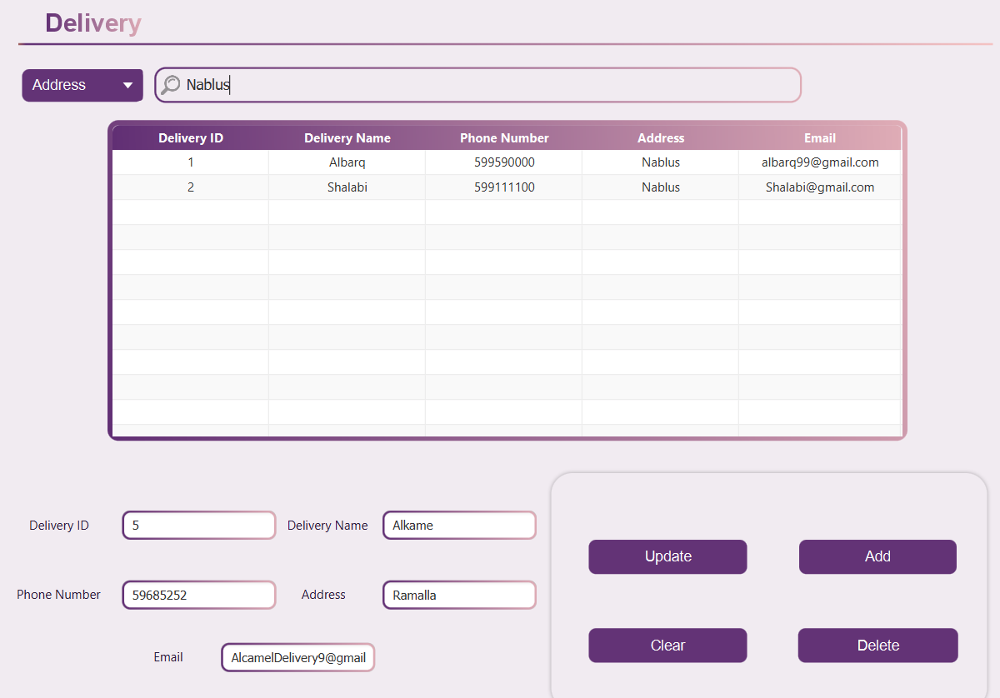 Delivery
Address Nablus
Delivery ID Delivery Name Phone Number Address Email
1 Albarq 599590000 Nablus albarq99@gmail.com
2 Shalabi 599111100 Nablus Shalabi@gmail.com
Delivery ID 5 Delivery Name Alkame
Update Add
Phone Number 59685252 Address Ramalla
Clear Delete
Email AlcamelDelivery9@gmail